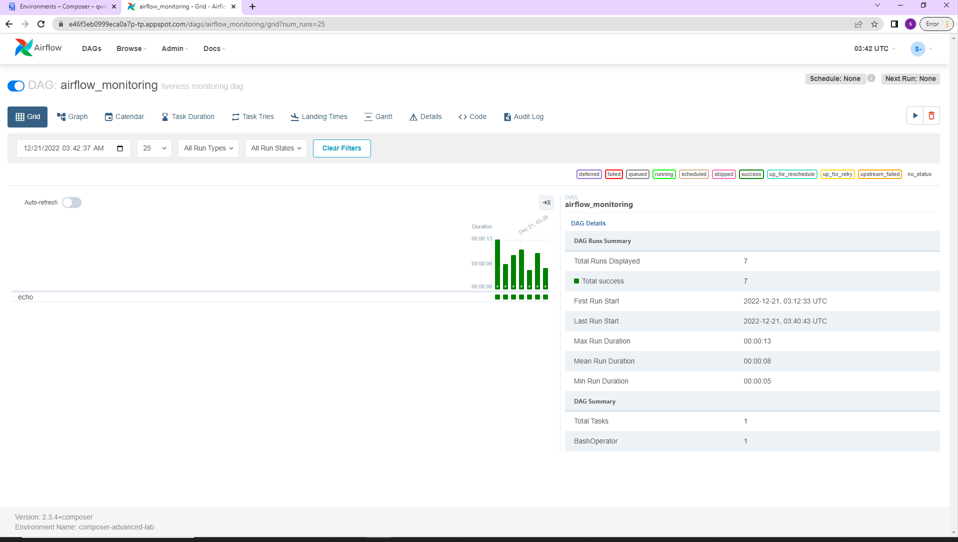 Environments – Composer – qwik
airflow_monitoring - Grid - Airfl
e46f3eb0999eca0a7p-tp.appspot.com/dags/airflow_monitoring/grid?num_runs=25
S
Error
Airflow
DAGs
Browse
Admin
Docs
03:42 UTC
S-
DAG: airflow_monitoring liveness monitoring dag
Schedule: None
Next Run: None
Grid
Graph
Calendar
Task Duration
Task Tries
Landing Times
Gantt
Details
Code
Audit Log
12/21/2022 03:42:37 AM
25
All Run Types
All Run States
Clear Filters
deferred
failed
queued
running
scheduled
skipped
success
up_for_reschedule
up_for_retry
upstream_failed
no_status
Auto-refresh
Duration
00:00:13
00:00:06
00:00:00
echo
DAG
airflow_monitoring
DAG Details
DAG Runs Summary
Total Runs Displayed 7
Total success 7
First Run Start 2022-12-21, 03:12:33 UTC
Last Run Start 2022-12-21, 03:40:43 UTC
Max Run Duration 00:00:13
Mean Run Duration 00:00:08
Min Run Duration 00:00:05
DAG Summary
Total Tasks 1
BashOperator 1
Version: 2.3.4+composer
Environment Name: composer-advanced-lab